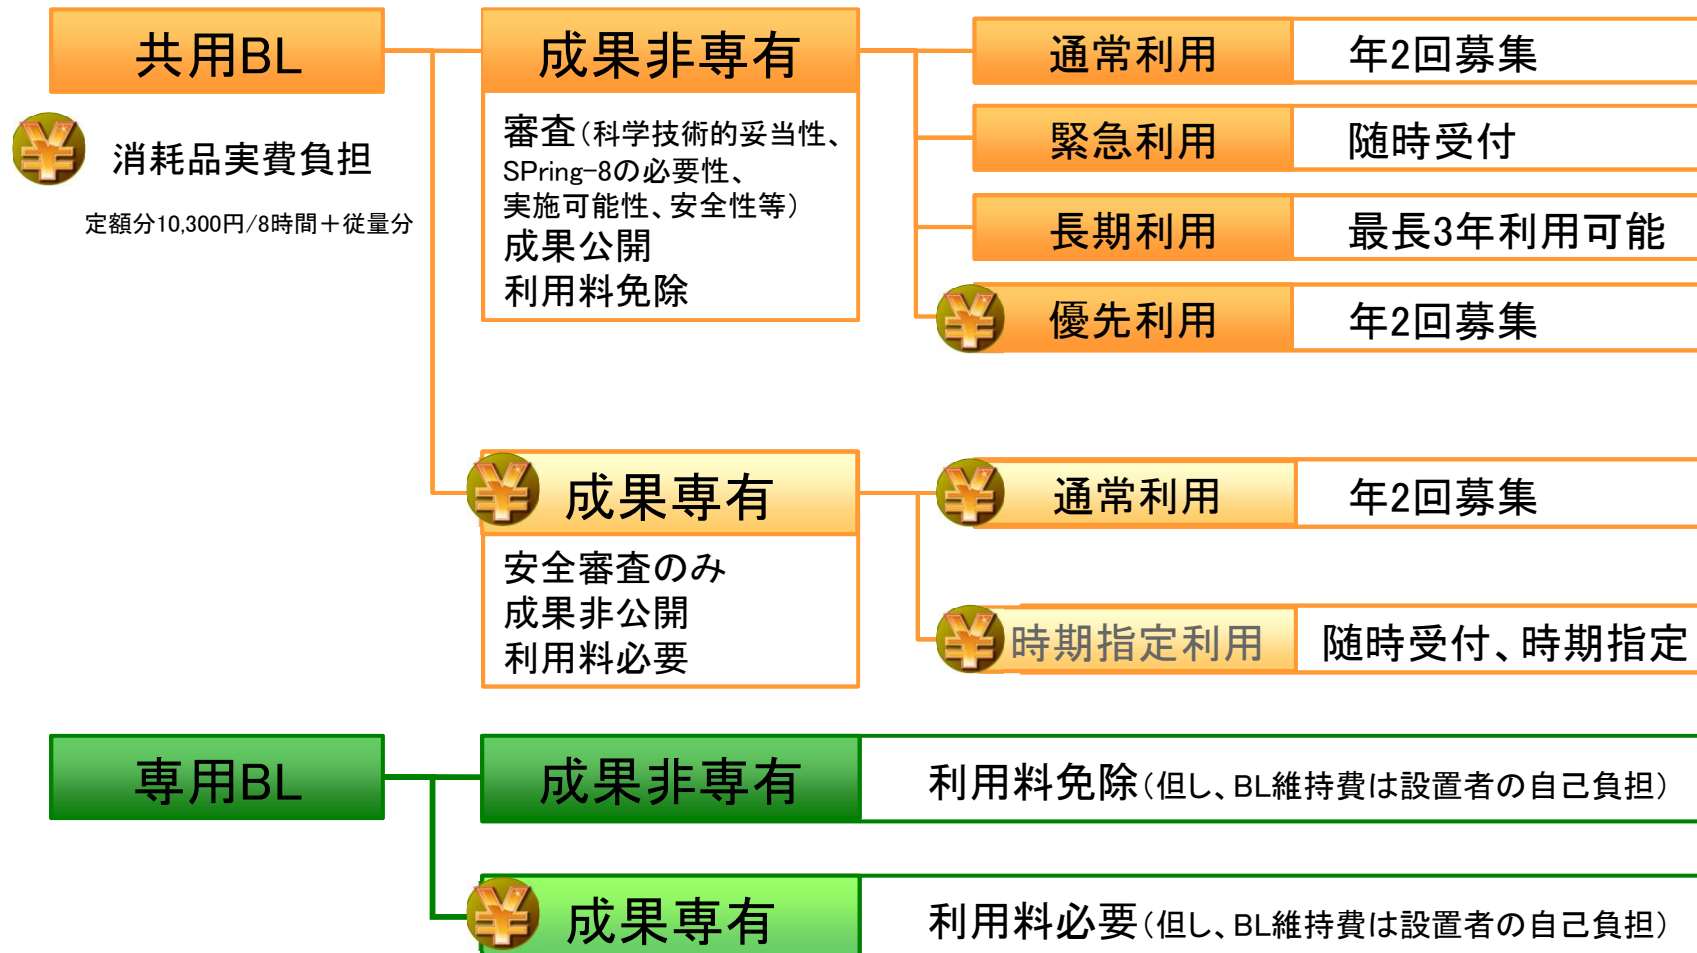 共用BL
消耗品実費負担
定額分10,300円/8時間＋従量分
成果非専有
審査(科学技術的妥当性、
SPring-8の必要性、
実施可能性、安全性等)
成果公開
利用料免除
通常利用 年2回募集
緊急利用 随時受付
長期利用 最長3年利用可能
¥ 優先利用 年2回募集
¥ 成果専有
安全審査のみ
成果非公開
利用料必要
¥ 通常利用 年2回募集
¥ 時期指定利用 随時受付、時期指定
専用BL
成果非専有 利用料免除(但し、BL維持費は設置者の自己負担)
¥ 成果専有 利用料必要(但し、BL維持費は設置者の自己負担)